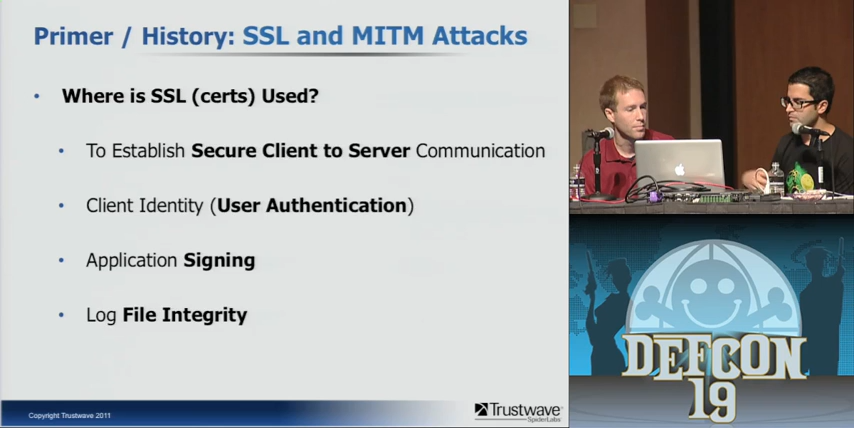 Primer / History: SSL and MITM Attacks
• Where is SSL (certs) Used?
• To Establish Secure Client to Server Communication
• Client Identity (User Authentication)
• Application Signing
• Log File Integrity
Copyright Trustwave 2011
Trustwave®
SpiderLabs
DEFCON
19